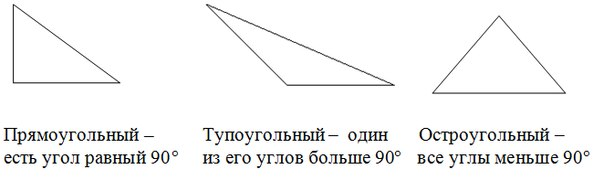 Прямоугольный –
есть угол равный 90°
Тупоугольный – один
из его углов больше 90°
Остроугольный –
все углы меньше 90°